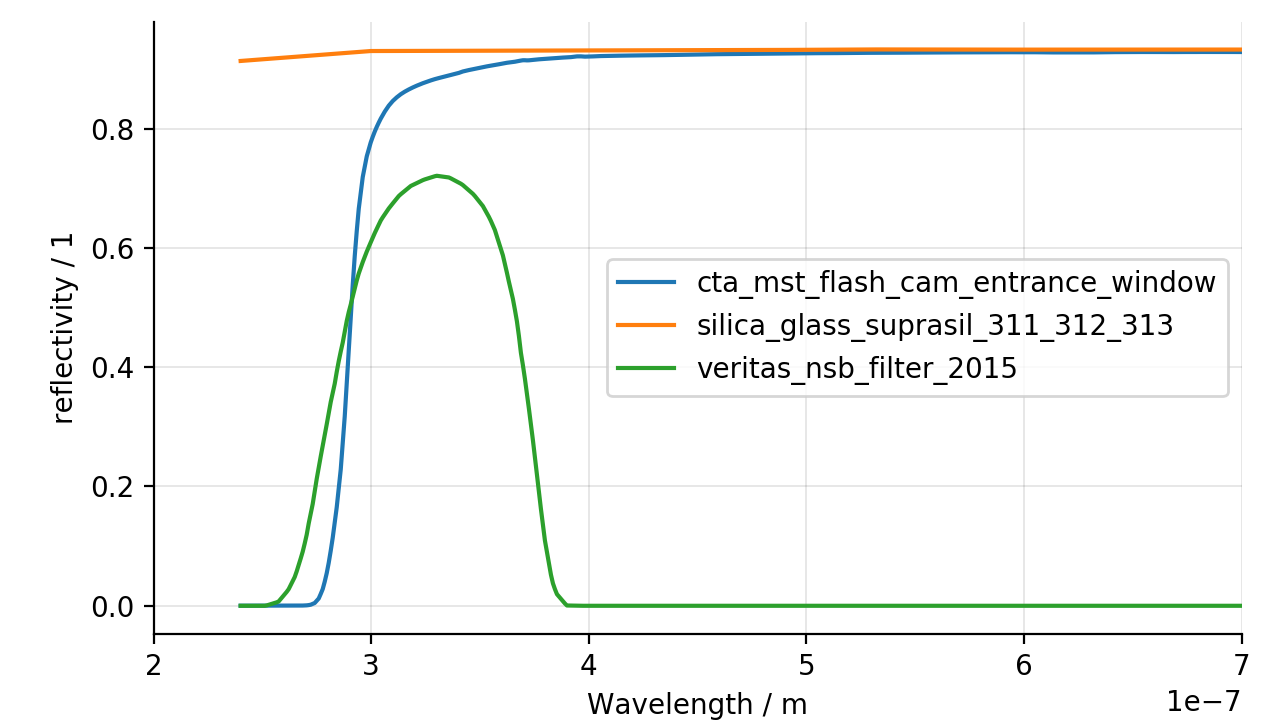 reflectivity / 1
0.8
0.6
0.4
0.2
0.0
cta_mst_flash_cam_entrance_window
silica_glass_suprasil_311_312_313
veritas_nsb_filter_2015
2 3 4 5 6 7
Wavelength / m
1e−7